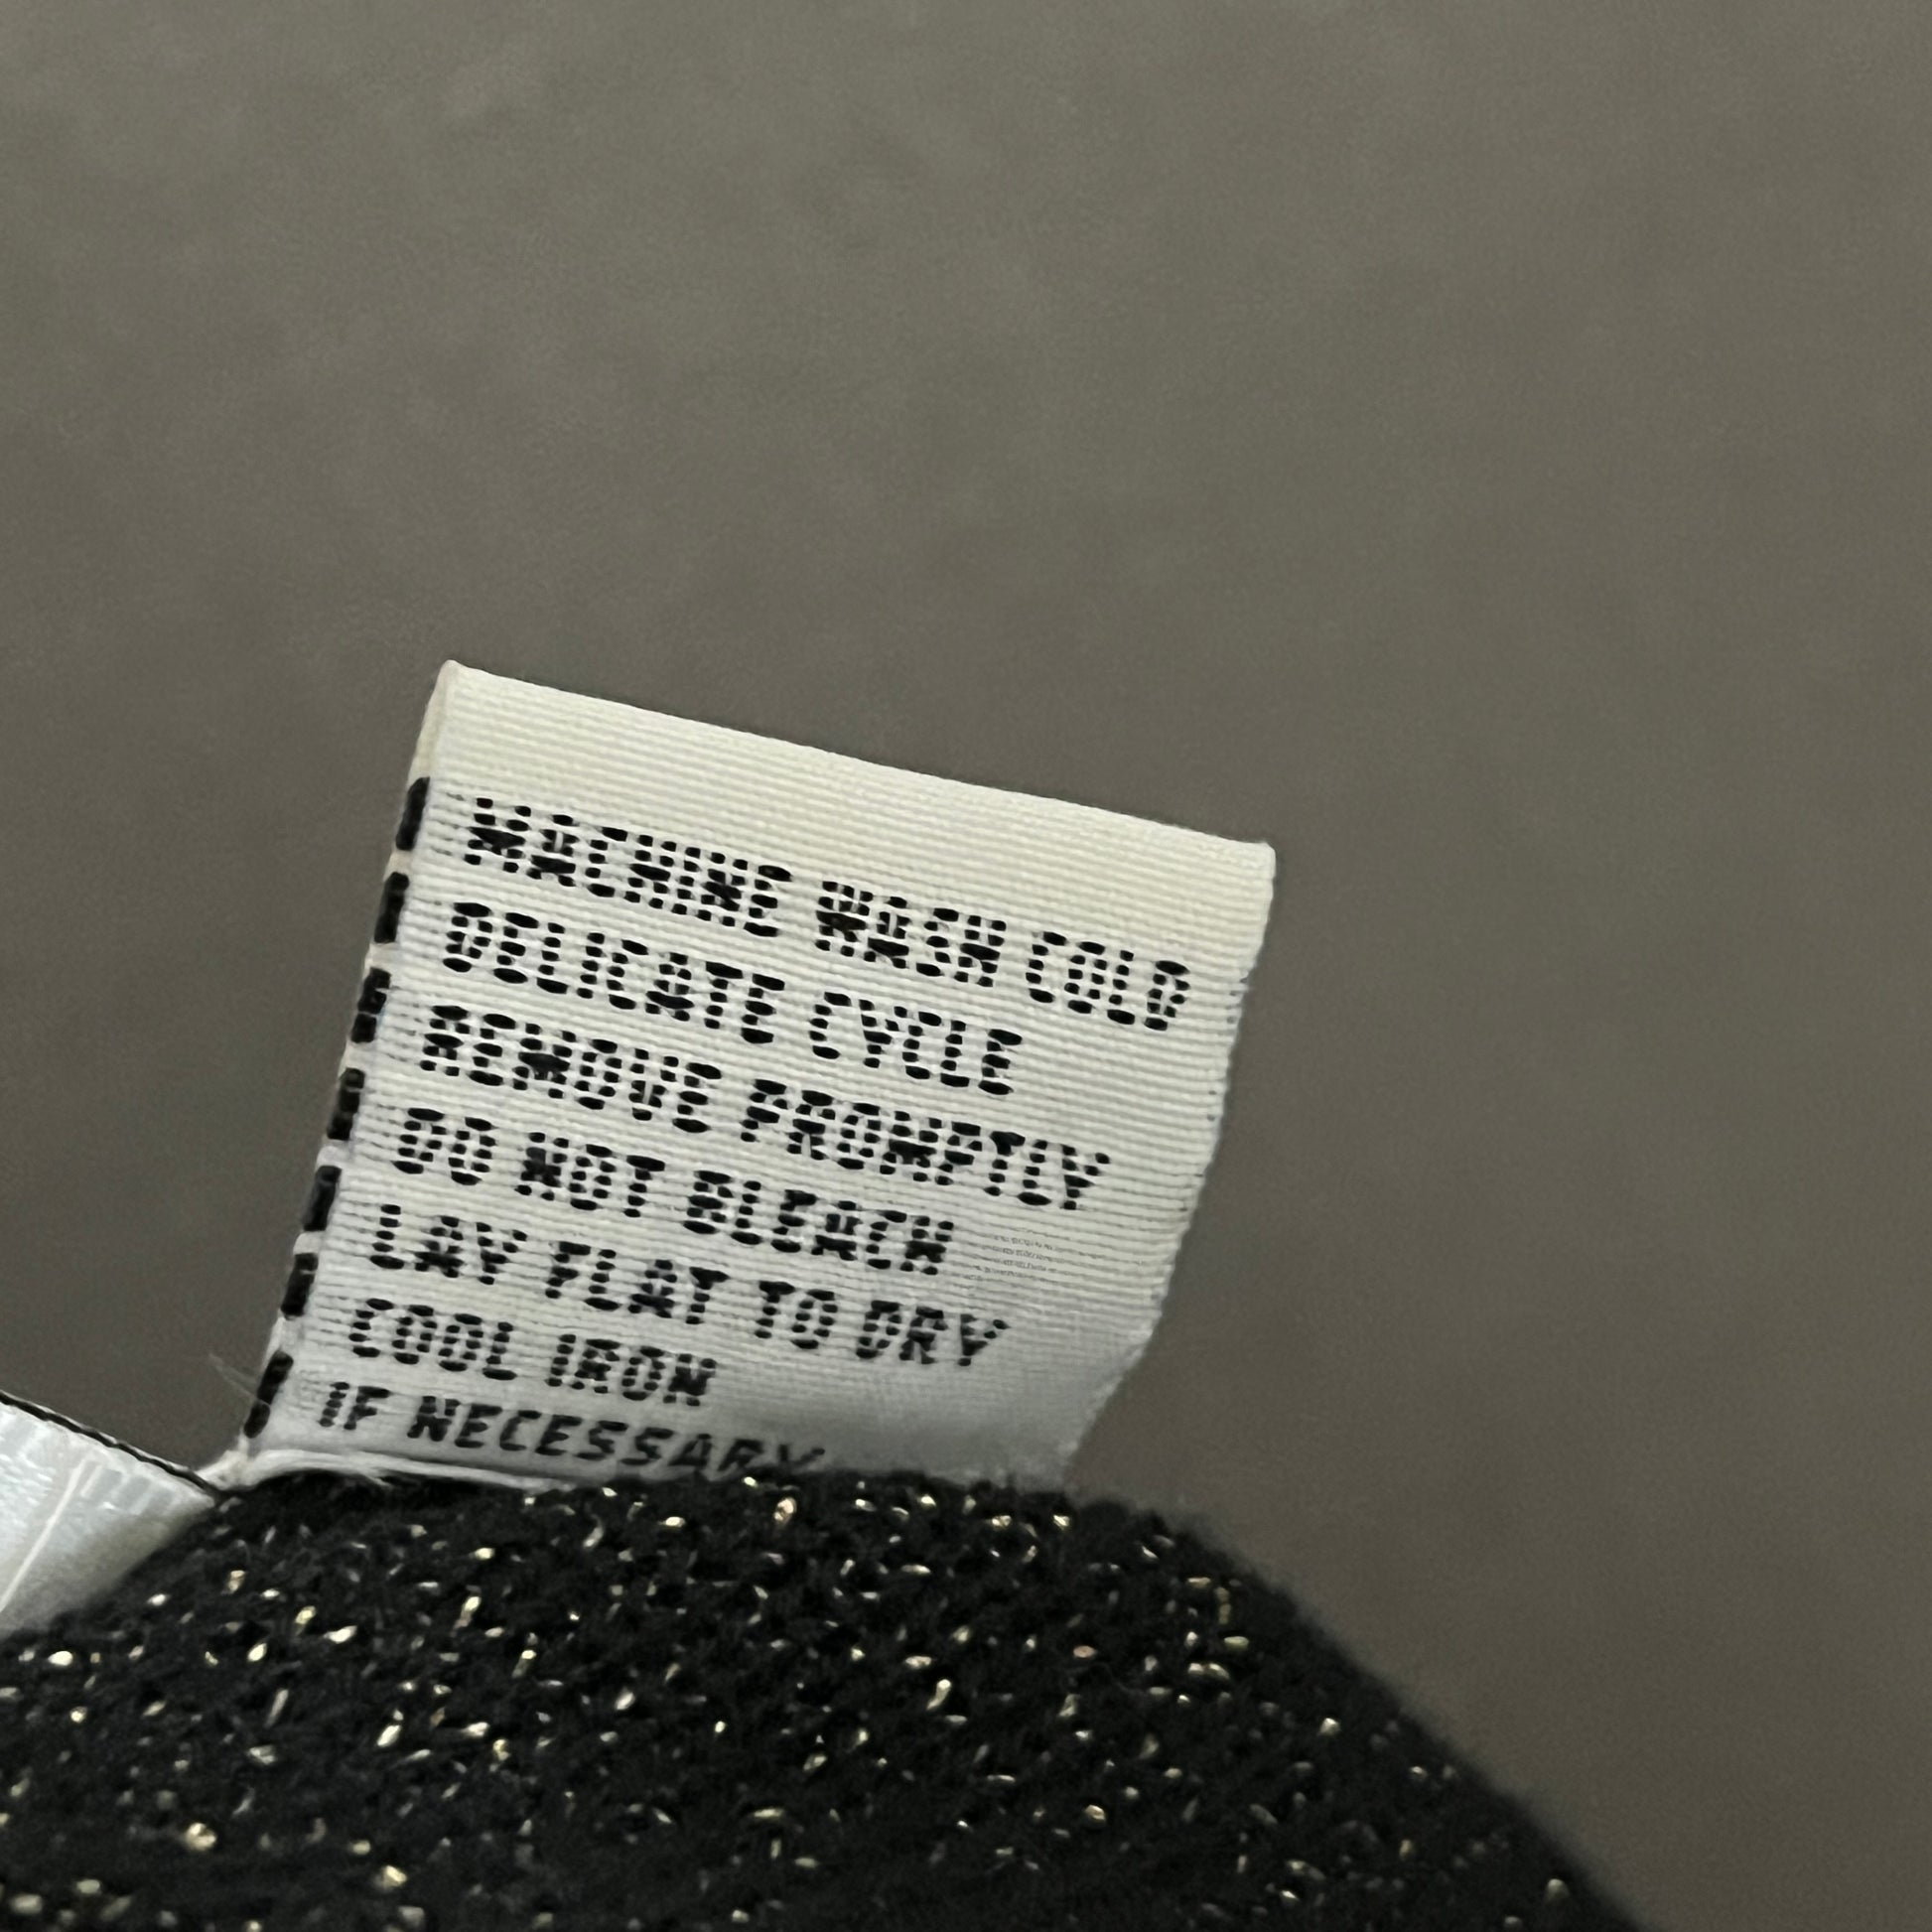 MACHINE WASH COLD
DELICATE CYCLE
REMOVE PROMPTLY
DO NOT BLEACH
LAY FLAT TO DRY
COOL IRON
IF NECESSARY